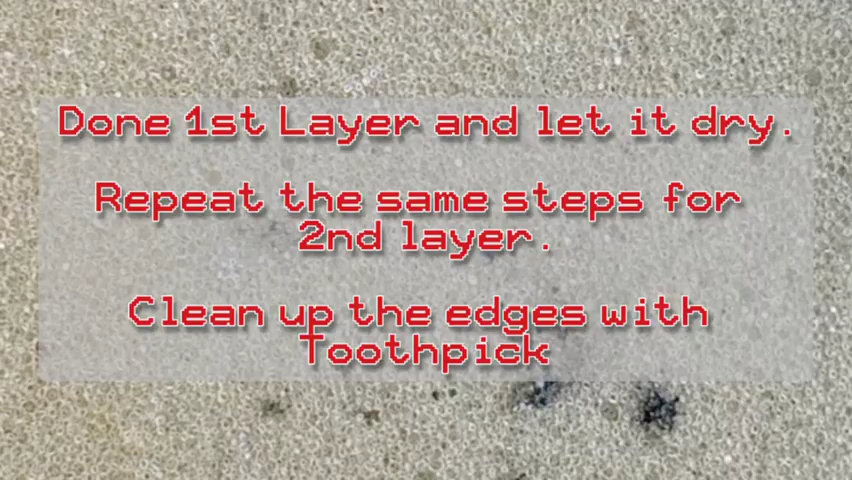 Done 1st Layer and let it dry.
Repeat the same steps for
2nd layer.
Clean up the edges with
Toothpick